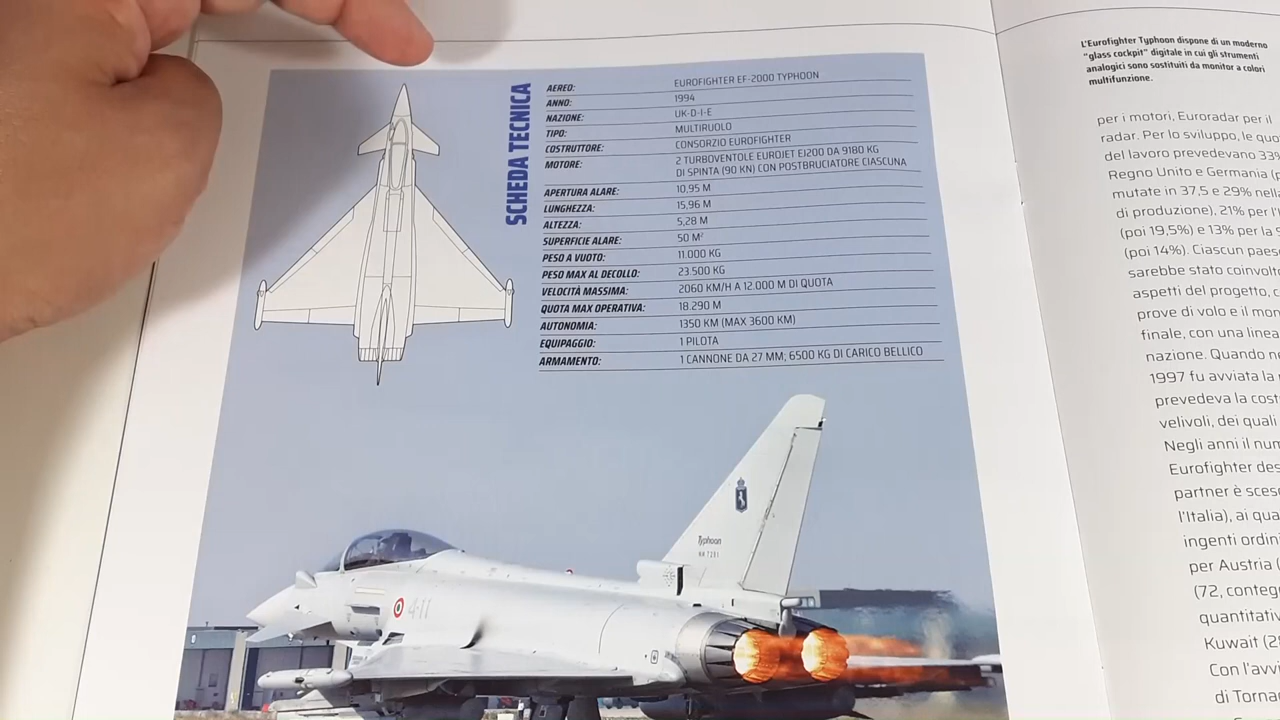 SCHEDA TECNICA
AEREO: EUROFIGHTER EF-2000 TYPHOON
ANNO: 1994
NAZIONE: UK-D-I-E
TIPO: MULTIRUOLO
COSTRUTTORE: CONSORZIO EUROFIGHTER
MOTORE: 2 TURBOVENTOLE EUROJET EJ200 DA 9180 KG
DI SPINTA (90 KN) CON POSTBRUCIATORE CIASCUNA
APERTURA ALARE: 10,95 M
LUNGHEZZA: 15,96 M
ALTEZZA: 5,28 M
SUPERFICIE ALARE: 50 M²
PESO A VUOTO: 11.000 KG
PESO MAX AL DECOLLO: 23.500 KG
VELOCITÀ MASSIMA: 2060 KM/H A 12.000 M DI QUOTA
QUOTA MAX OPERATIVA: 18.290 M
AUTONOMIA: 1350 KM (MAX 3600 KM)
EQUIPAGGIO: 1 PILOTA
ARMAMENTO: 1 CANNONE DA 27 MM; 6500 KG DI CARICO BELLICO
Typhoon
4-11
L'Eurofighter Typhoon dispone di un moderno
"glass cockpit" digitale in cui gli strumenti
analogici sono sostituiti da monitor a colori
multifunzione.
per i motori, Euroradar per il
radar. Per lo sviluppo, le quo
del lavoro prevedevano 33%
Regno Unito e Germania (p
mutate in 37,5 e 29% nella
di produzione), 21% per l'I
(poi 19,5%) e 13% per la S
(poi 14%). Ciascun paese
sarebbe stato coinvolto
aspetti del progetto, c
prove di volo e il mon
finale, con una linea
nazione. Quando ne
1997 fu avviata la p
prevedeva la cost
velivoli, dei quali
Negli anni il num
Eurofighter des
partner è sces
l'Italia), ai qua
ingenti ordini
per Austria (
(72, conteg
quantitativ
Kuwait (2
Con l'avvi
di Torna